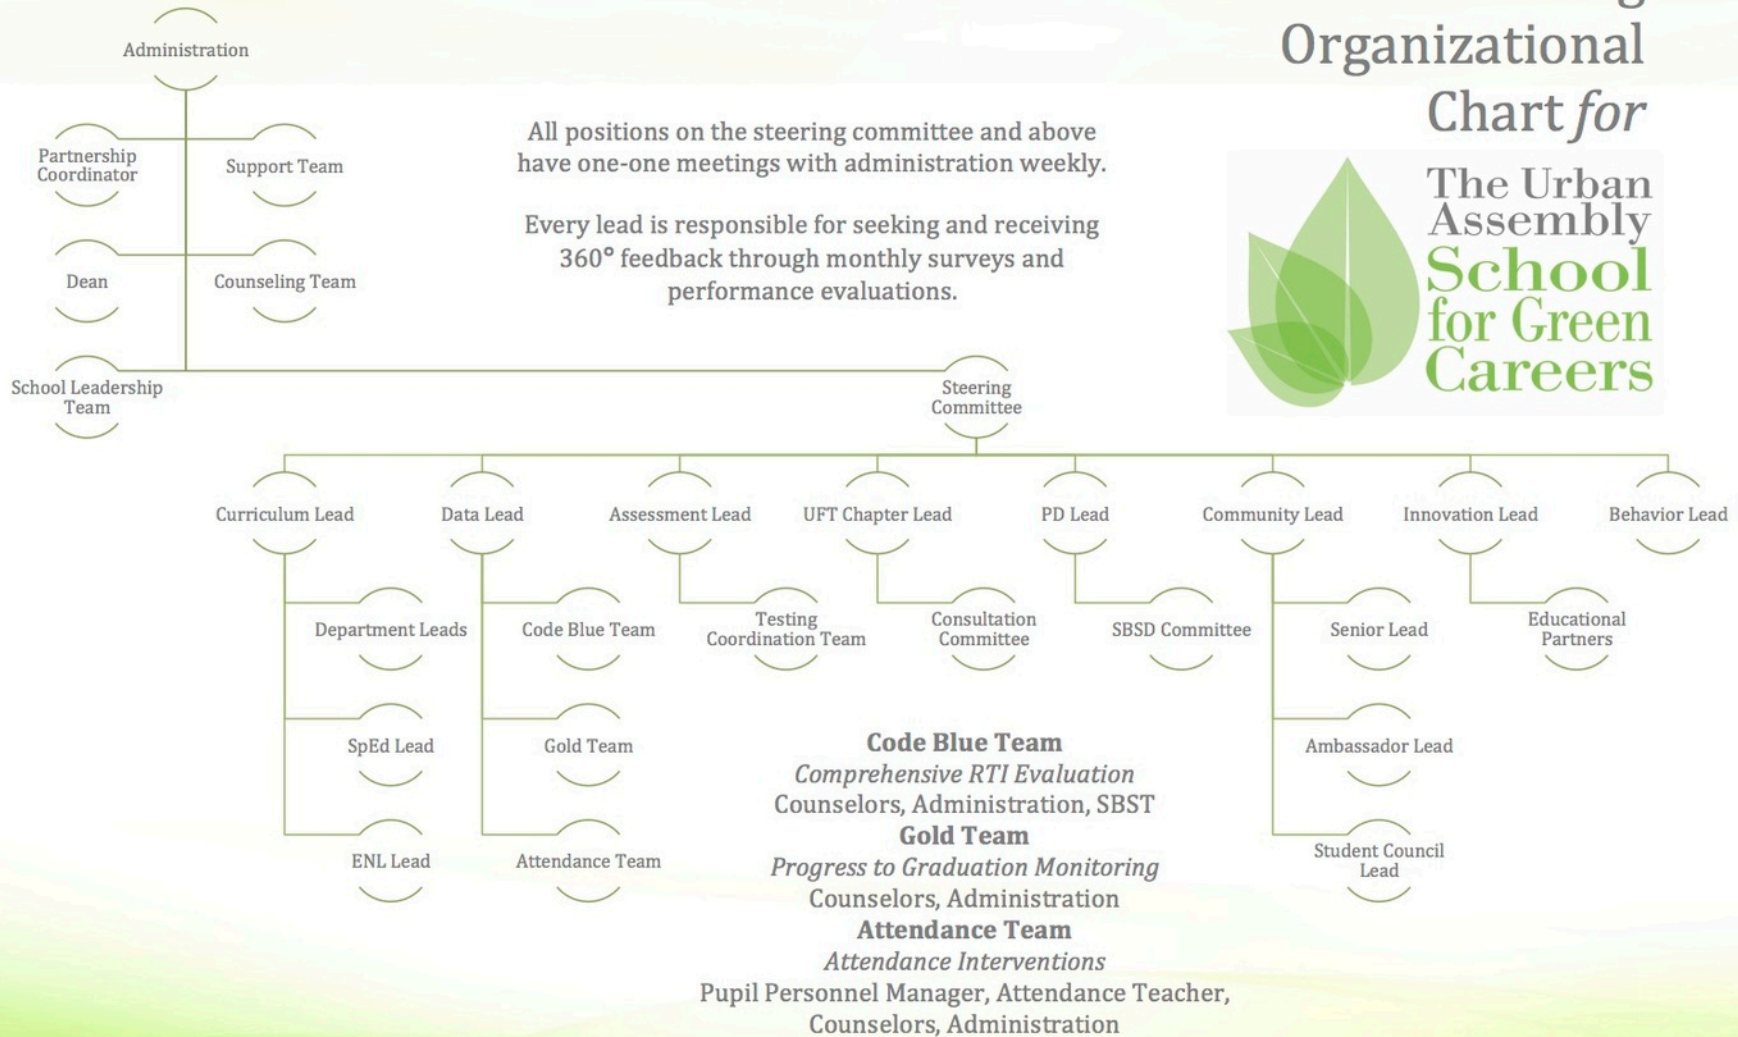 Organizational
Chart for
The Urban
Assembly
School
for Green
Careers
All positions on the steering committee and above
have one-one meetings with administration weekly.
Every lead is responsible for seeking and receiving
360° feedback through monthly surveys and
performance evaluations.
Administration
Partnership
Coordinator
Support Team
Dean
Counseling Team
School Leadership
Team
Steering
Committee
Curriculum Lead
Data Lead
Assessment Lead
UFT Chapter Lead
PD Lead
Community Lead
Innovation Lead
Behavior Lead
Department Leads
Code Blue Team
Testing
Coordination Team
Consultation
Committee
SBSD Committee
Senior Lead
Educational
Partners
SpEd Lead
Gold Team
Ambassador Lead
ENL Lead
Attendance Team
Student Council
Lead
Code Blue Team
Comprehensive RTI Evaluation
Counselors, Administration, SBST
Gold Team
Progress to Graduation Monitoring
Counselors, Administration
Attendance Team
Attendance Interventions
Pupil Personnel Manager, Attendance Teacher,
Counselors, Administration